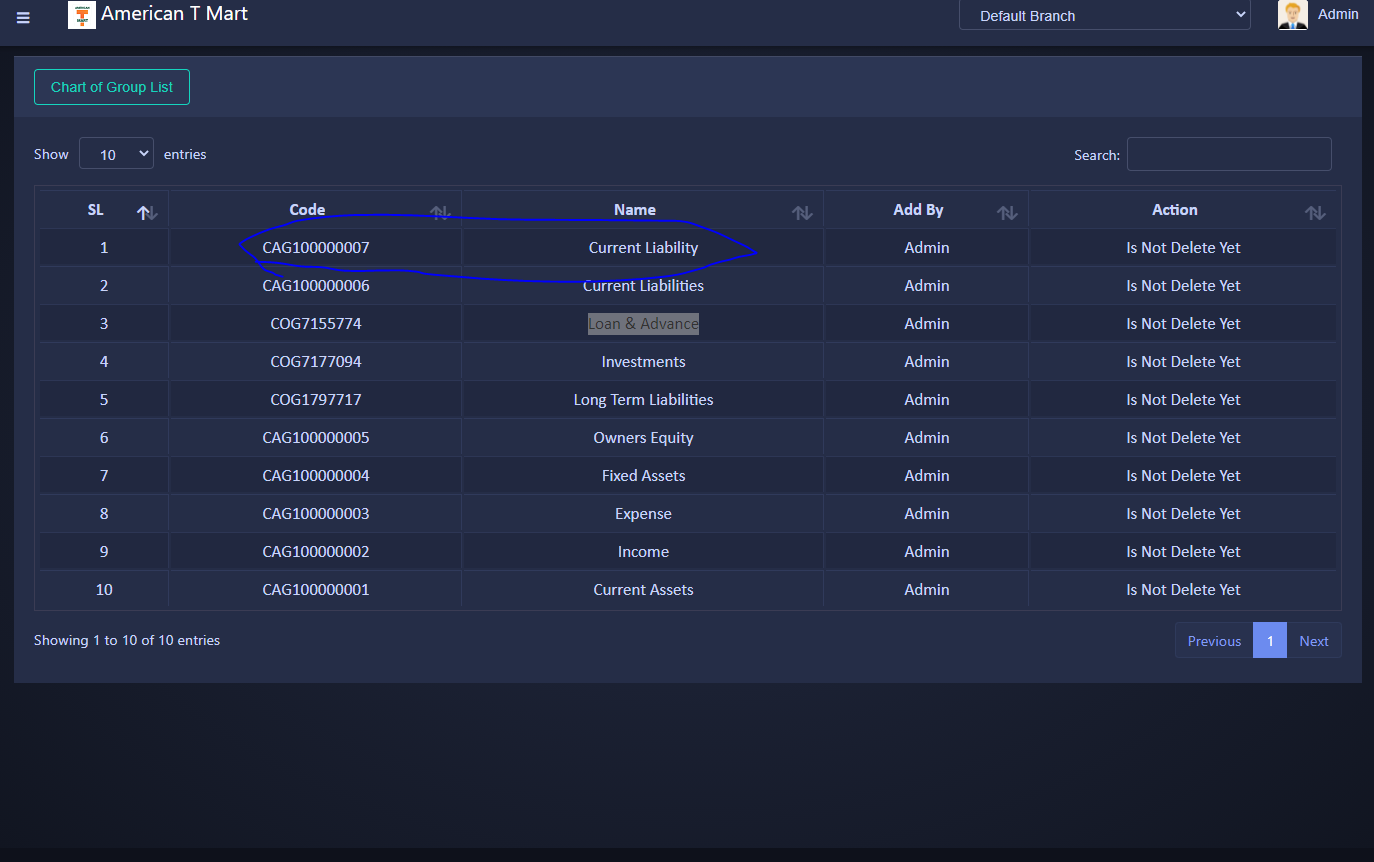 American T Mart Default Branch Admin
AMERICAN
T
MART
Chart of Group List
Show 10 entries Search:
SL Code Name Add By Action
1 CAG100000007 Current Liability Admin Is Not Delete Yet
2 CAG100000006 Current Liabilities Admin Is Not Delete Yet
3 COG7155774 Loan & Advance Admin Is Not Delete Yet
4 COG7177094 Investments Admin Is Not Delete Yet
5 COG1797717 Long Term Liabilities Admin Is Not Delete Yet
6 CAG100000005 Owners Equity Admin Is Not Delete Yet
7 CAG100000004 Fixed Assets Admin Is Not Delete Yet
8 CAG100000003 Expense Admin Is Not Delete Yet
9 CAG100000002 Income Admin Is Not Delete Yet
10 CAG100000001 Current Assets Admin Is Not Delete Yet
Showing 1 to 10 of 10 entries Previous 1 Next